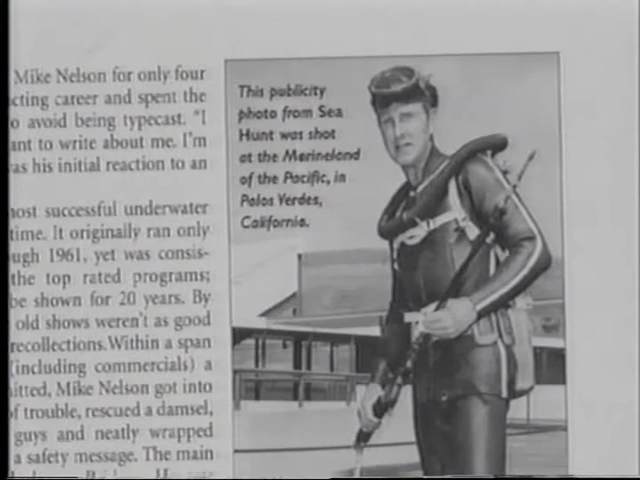 Mike Nelson for only four
cting career and spent the
o avoid being typecast. "I
ant to write about me. I'm
as his initial reaction to an
ost successful underwater
time. It originally ran only
ugh 1961, yet was consis-
the top rated programs;
be shown for 20 years. By
old shows weren't as good
recollections. Within a span
(including commercials) a
itted, Mike Nelson got into
f trouble, rescued a damsel,
guys and neatly wrapped
a safety message. The main
This publicity
photo from Sea
Hunt was shot
at the Marineland
of the Pacific, in
Palos Verdes,
California.